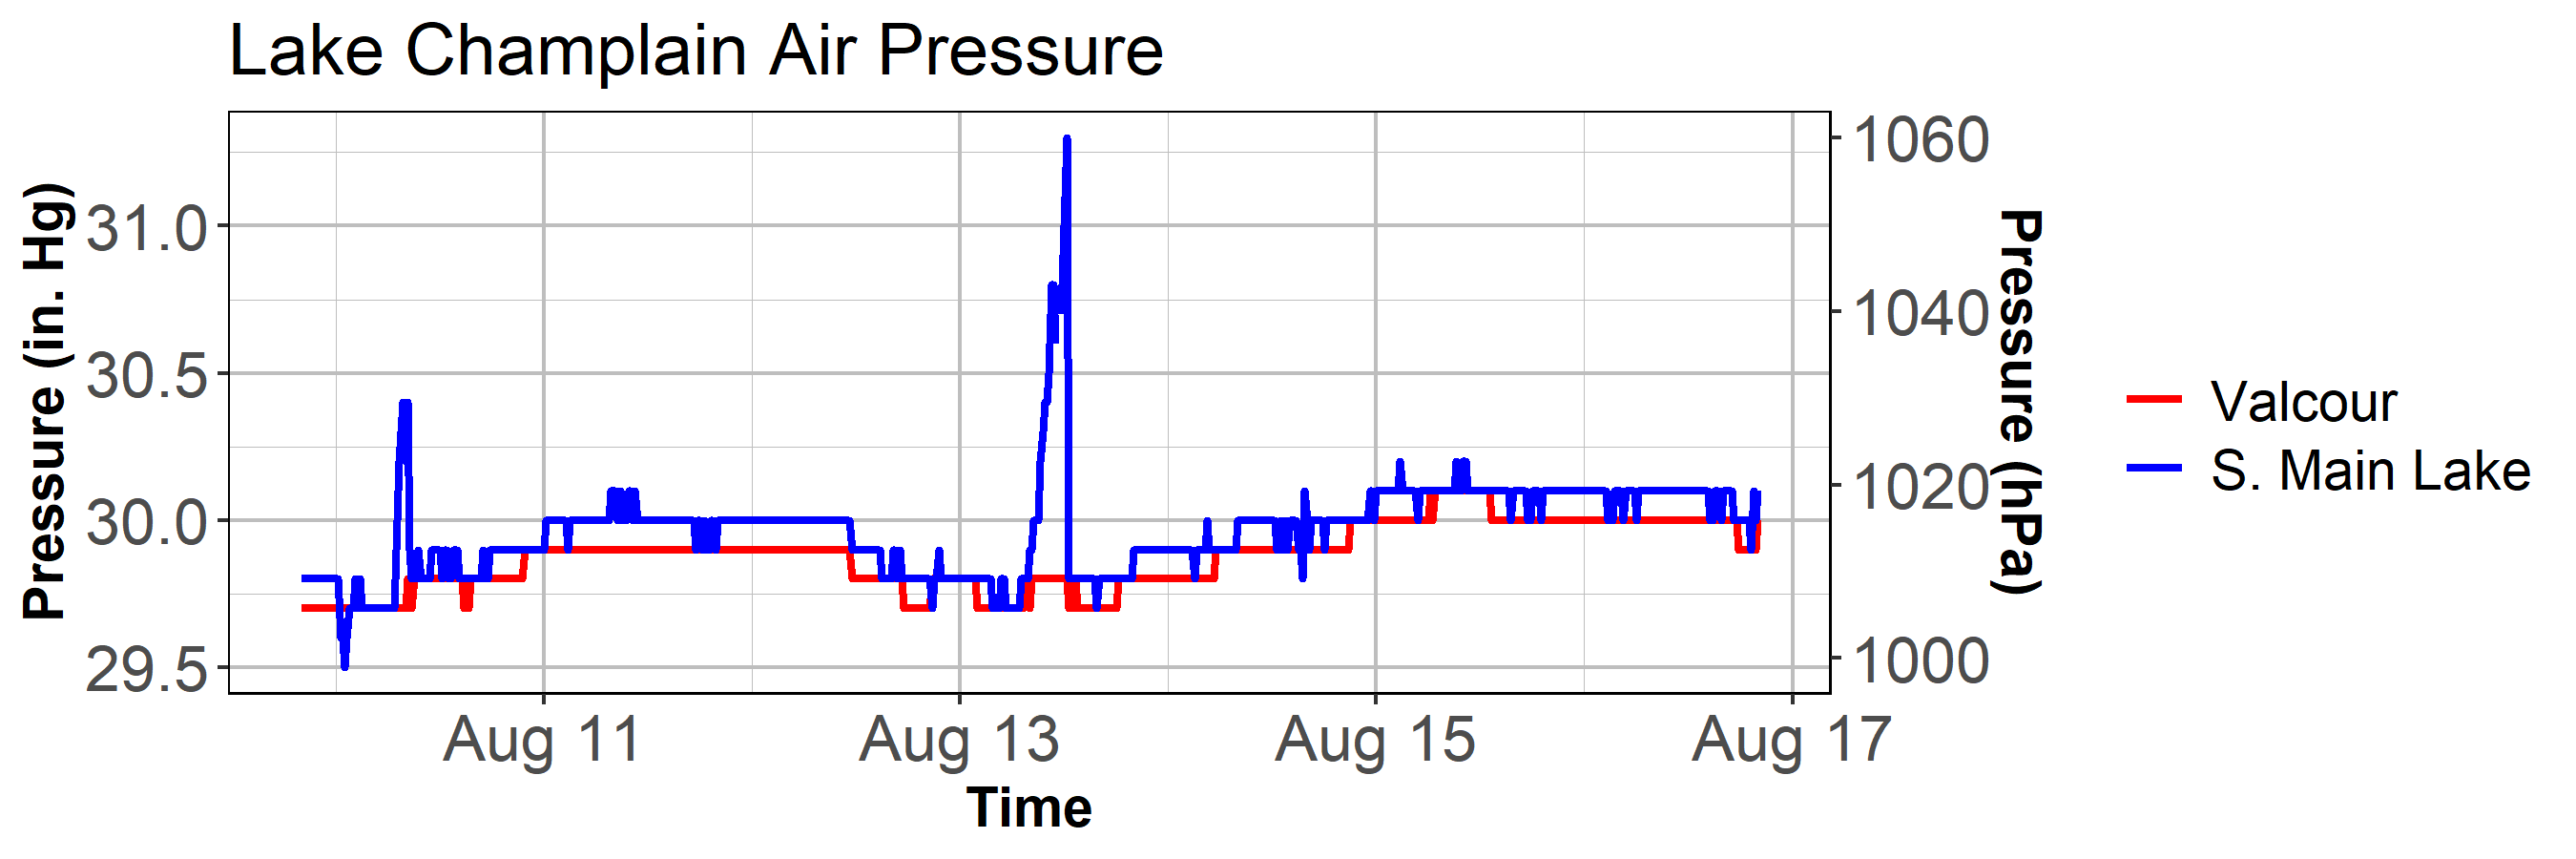 Lake Champlain Air Pressure
Pressure (in. Hg)
31.0
30.5
30.0
29.5
1060
1040
1020
1000
Pressure (hPa)
Aug 11
Aug 13
Aug 15
Aug 17
Time
Valcour
S. Main Lake